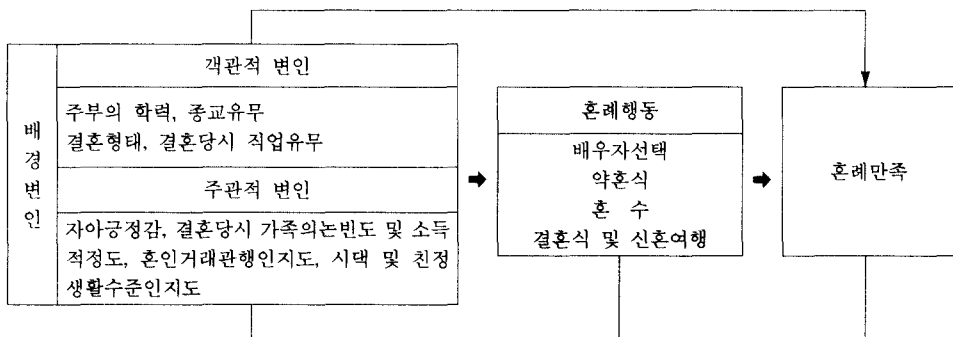 배경변인
객관적 변인
주부의 학력, 종교유무
결혼형태, 결혼당시 직업유무
주관적 변인
자아긍정감, 결혼당시 가족의논빈도 및 소득
적정도, 혼인거래관행인지도, 시댁 및 친정
생활수준인지도
혼례행동
배우자선택
약혼식
혼 수
결혼식 및 신혼여행
혼례만족